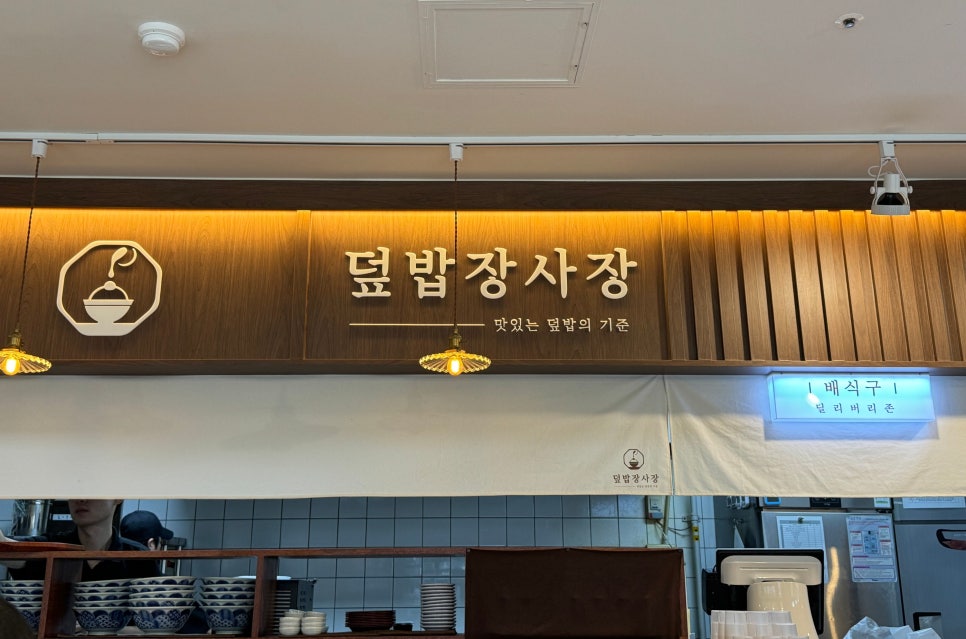 덮밥장사장
맛있는 덮밥의 기준
| 배식구 |
딜리버리존
덮밥장사장